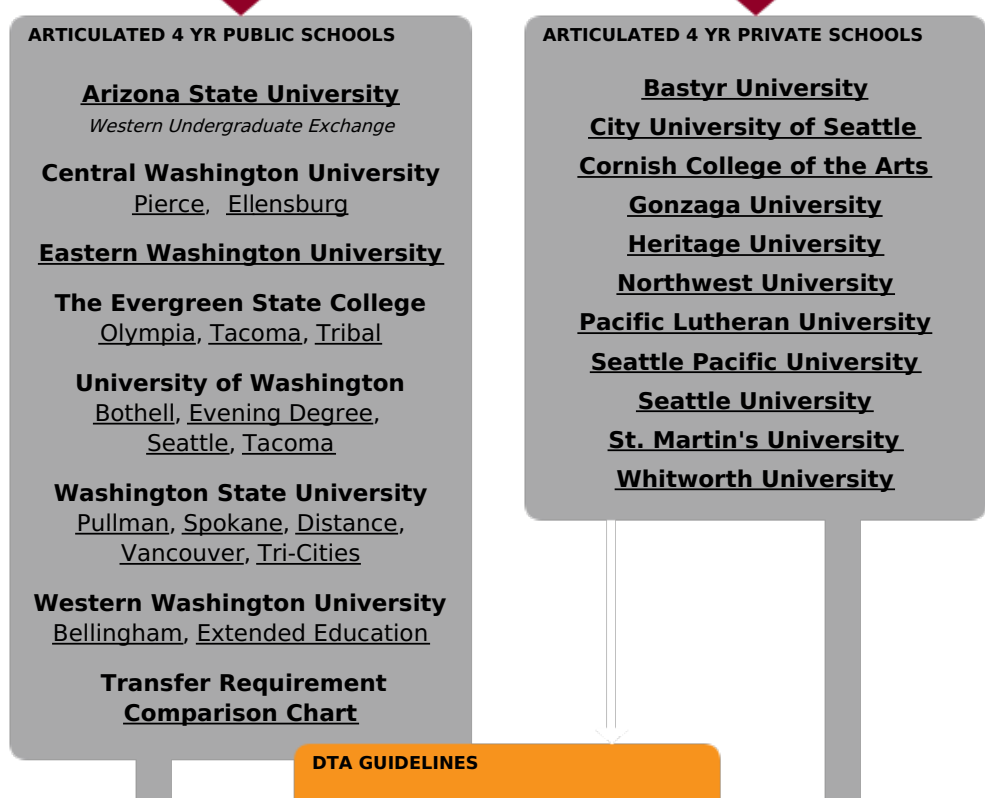 ARTICULATED 4 YR PUBLIC SCHOOLS
Arizona State University
Western Undergraduate Exchange
Central Washington University
Pierce, Ellensburg
Eastern Washington University
The Evergreen State College
Olympia, Tacoma, Tribal
University of Washington
Bothell, Evening Degree,
Seattle, Tacoma
Washington State University
Pullman, Spokane, Distance,
Vancouver, Tri-Cities
Western Washington University
Bellingham, Extended Education
Transfer Requirement
Comparison Chart
ARTICULATED 4 YR PRIVATE SCHOOLS
Bastyr University
City University of Seattle
Cornish College of the Arts
Gonzaga University
Heritage University
Northwest University
Pacific Lutheran University
Seattle Pacific University
Seattle University
St. Martin's University
Whitworth University
DTA GUIDELINES